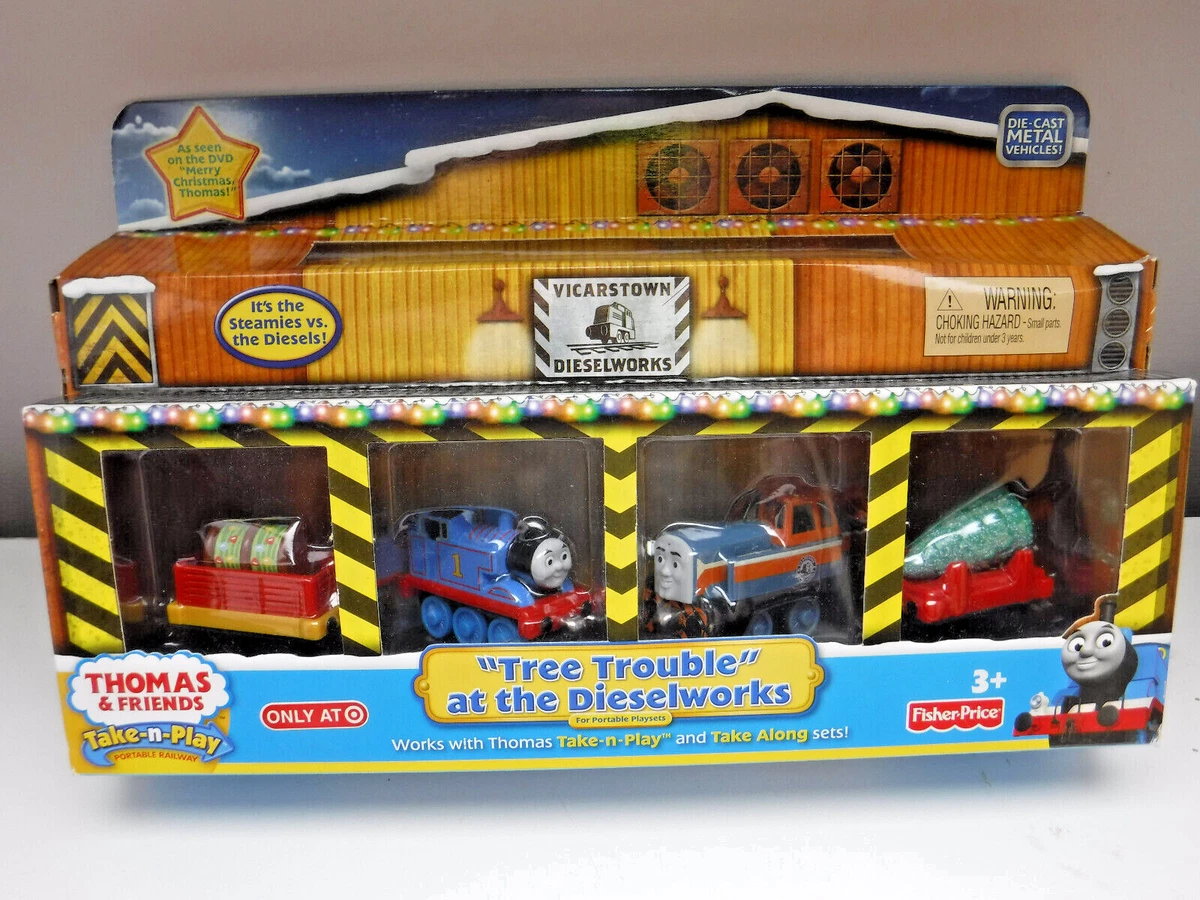 As seen
on the DVD
"Merry
Christmas,
Thomas!"
DIE-CAST
METAL
VEHICLES!
It's the
Steamies vs.
the Diesels!
VICARSTOWN
DIESELWORKS
WARNING:
CHOKING HAZARD - Small parts.
Not for children under 3 years.
1
THOMAS
& FRIENDS
Take-n-Play
PORTABLE RAILWAY
ONLY AT
"Tree Trouble"
at the Dieselworks
For Portable Playsets
Works with Thomas Take-n-Play™ and Take Along sets!
3+
Fisher-Price®